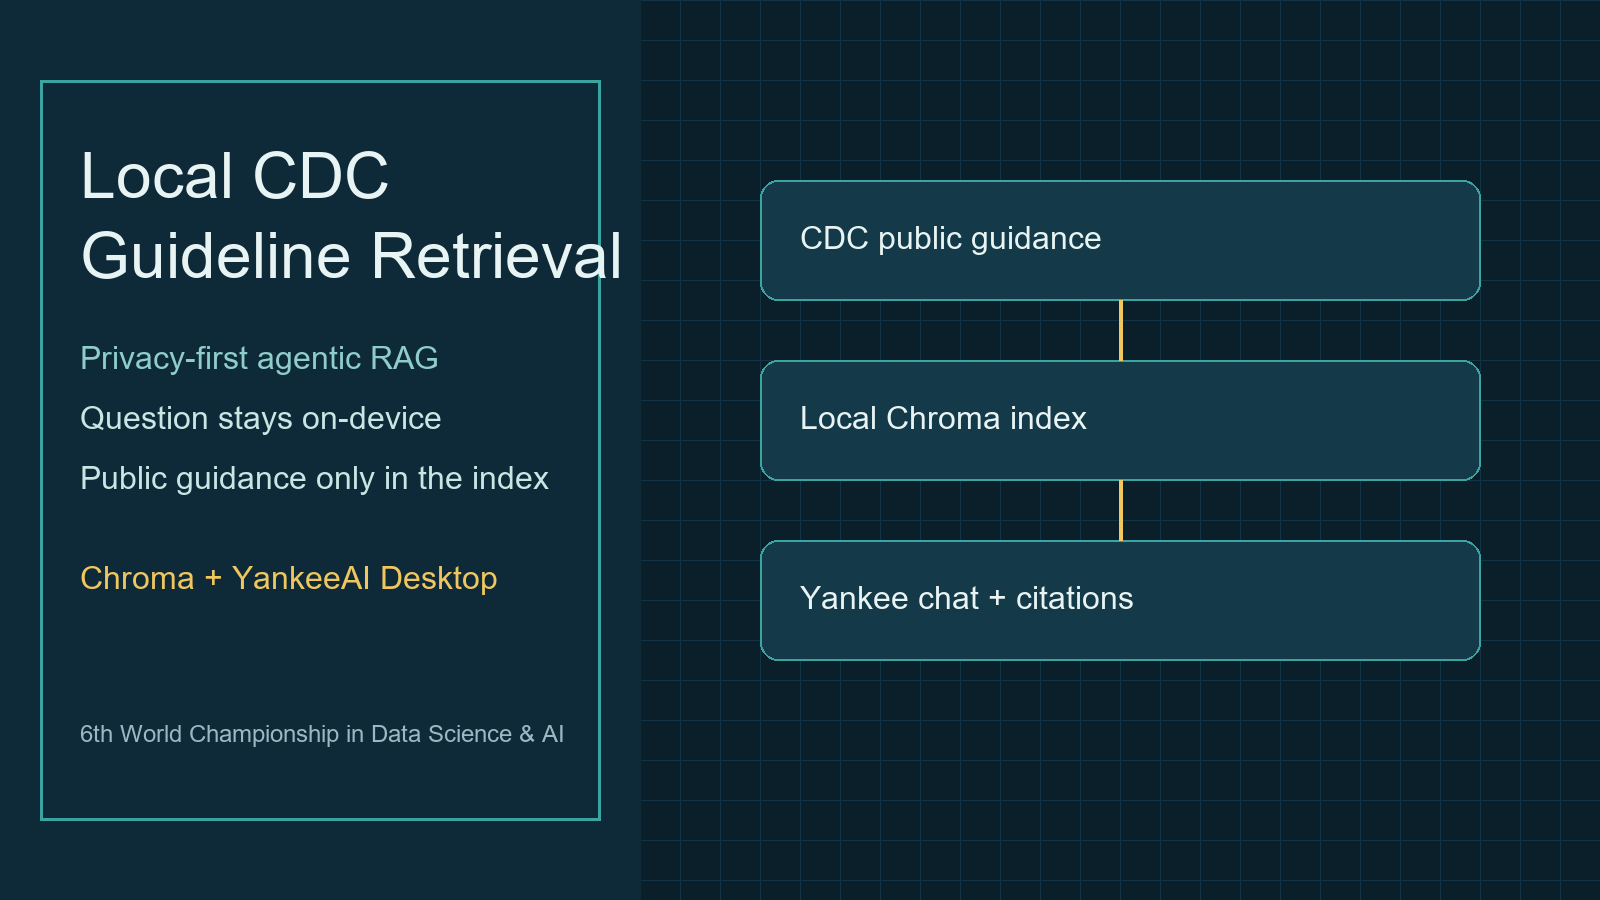 Local CDC
Guideline Retrieval
Privacy-first agentic RAG
Question stays on-device
Public guidance only in the index
Chroma + YankeeAI Desktop
6th World Championship in Data Science & AI
CDC public guidance
Local Chroma index
Yankee chat + citations